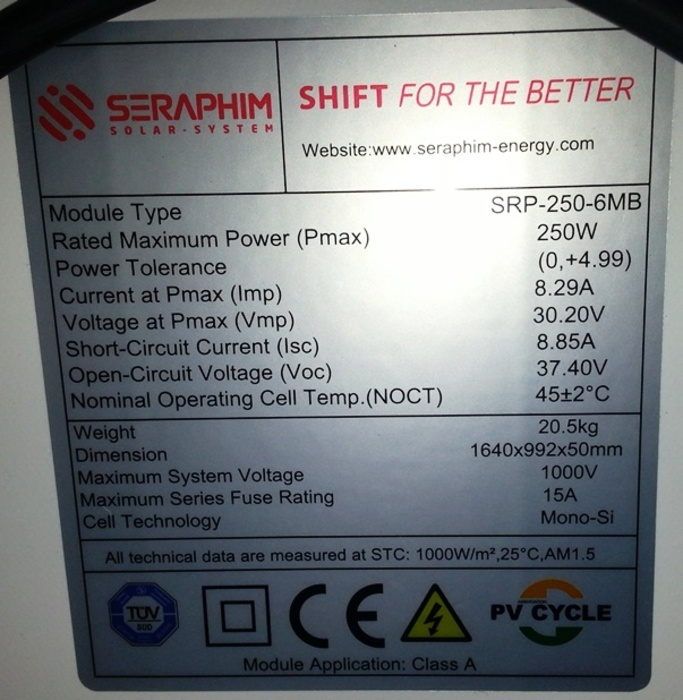 SERAPHIM
SOLAR-SYSTEM
SHIFT FOR THE BETTER
Website:www.seraphim-energy.com
Module Type SRP-250-6MB
Rated Maximum Power (Pmax) 250W
Power Tolerance (0,+4.99)
Current at Pmax (Imp) 8.29A
Voltage at Pmax (Vmp) 30.20V
Short-Circuit Current (Isc) 8.85A
Open-Circuit Voltage (Voc) 37.40V
Nominal Operating Cell Temp.(NOCT) 45±2°C
Weight 20.5kg
Dimension 1640x992x50mm
Maximum System Voltage 1000V
Maximum Series Fuse Rating 15A
Cell Technology Mono-Si
All technical data are measured at STC: 1000W/m²,25°C,AM1.5
TÜV
SÜD
CE
PV CYCLE
Module Application: Class A